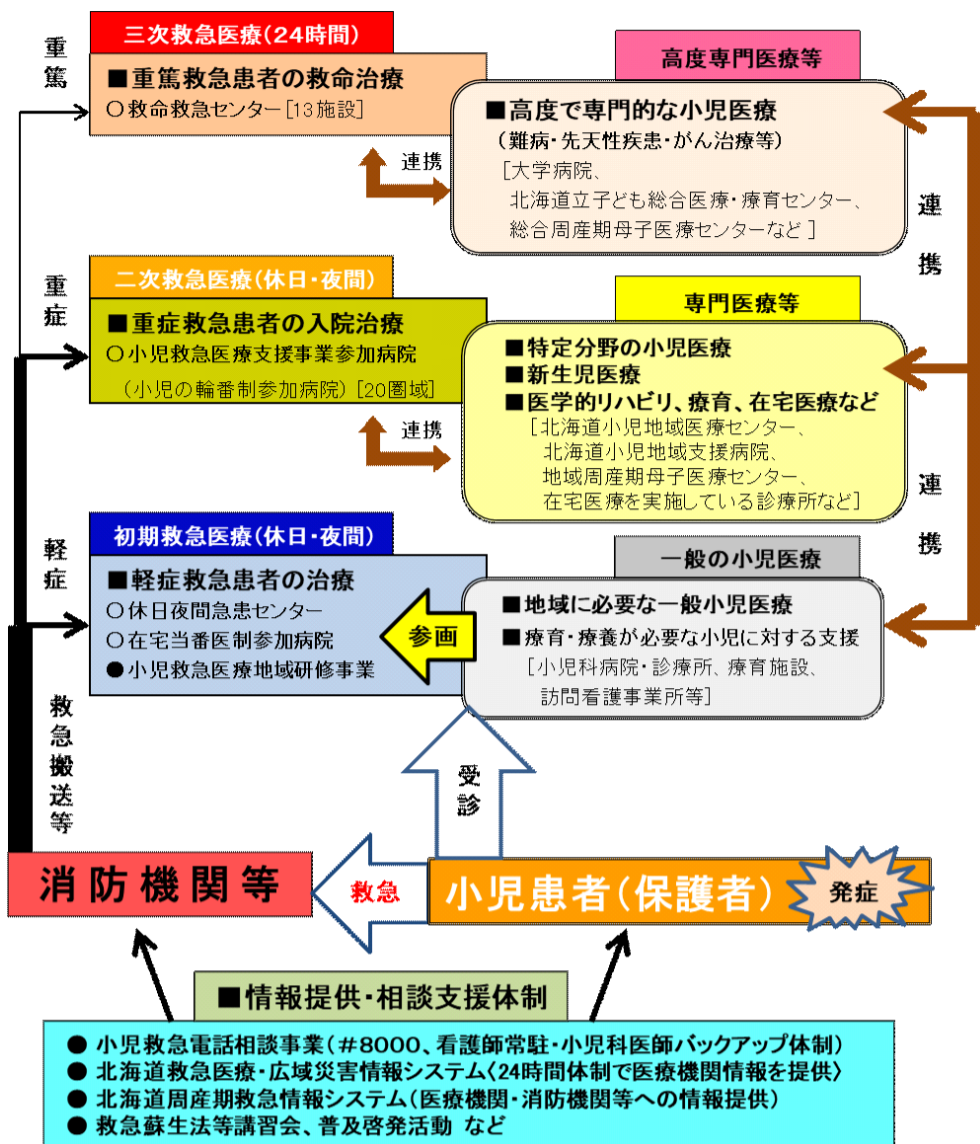 重篤
三次救急医療(24時間)
■重篤救急患者の救命治療
○救命救急センター[13施設]
高度専門医療等
■高度で専門的な小児医療
(難病・先天性疾患・がん治療等)
[大学病院、
北海道立子ども総合医療・療育センター、
総合周産期母子医療センターなど]
連携
連携
重症
二次救急医療(休日・夜間)
■重症救急患者の入院治療
○小児救急医療支援事業参加病院
(小児の輪番制参加病院)[20圏域]
専門医療等
■特定分野の小児医療
■新生児医療
■医学的リハビリ、療育、在宅医療など
[北海道小児地域医療センター、
北海道小児地域支援病院、
地域周産期母子医療センター、
在宅医療を実施している診療所など]
連携
連携
軽症
初期救急医療(休日・夜間)
■軽症救急患者の治療
○休日夜間急患センター
○在宅当番医制参加病院
●小児救急医療地域研修事業
参画
一般の小児医療
■地域に必要な一般小児医療
■療育・療養が必要な小児に対する支援
[小児科病院・診療所、療育施設、
訪問看護事業所等]
救急搬送等
受診
消防機関等
救急
小児患者(保護者)
発症
■情報提供・相談支援体制
● 小児救急電話相談事業(#8000、看護師常駐・小児科医師バックアップ体制)
● 北海道救急医療・広域災害情報システム〈24時間体制で医療機関情報を提供〉
● 北海道周産期救急情報システム(医療機関・消防機関等への情報提供)
● 救急蘇生法等講習会、普及啓発活動 など